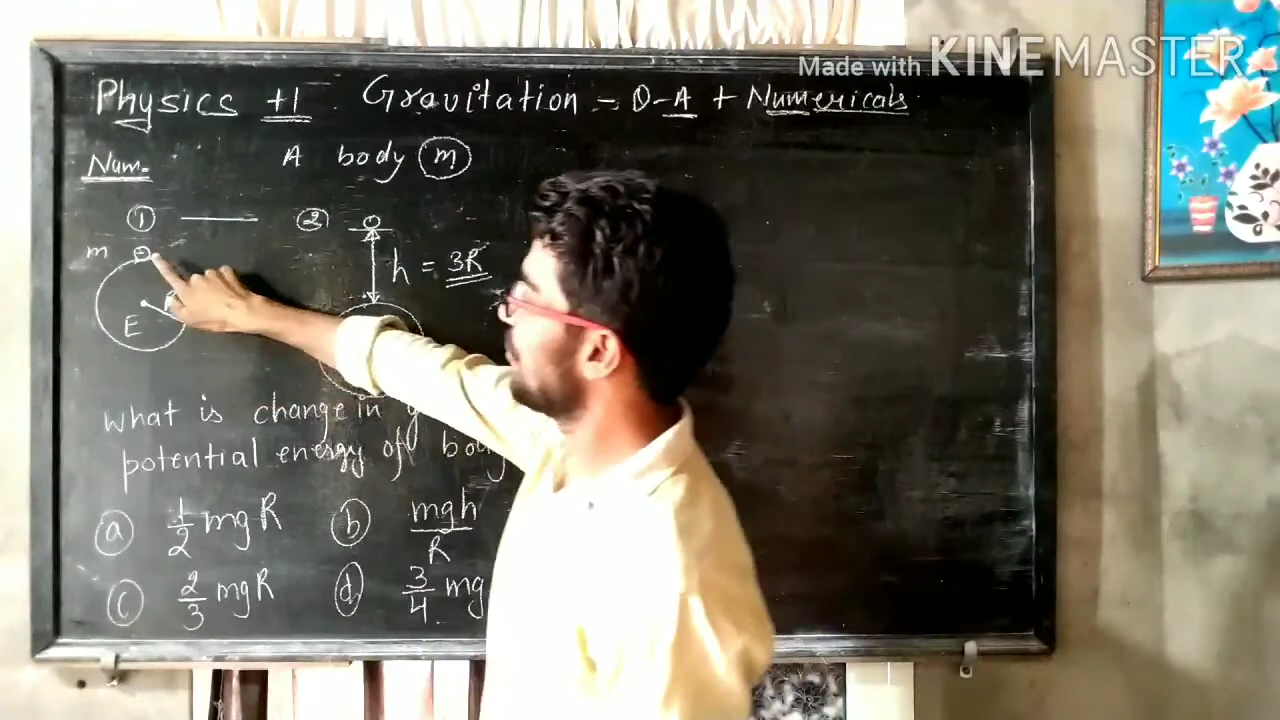 Made with KINEMASTER
Physics +1 Gravitation - D-A + Numericals
Num. A body m
1 2
m h = 3R
E
What is change in
potential energy of body
a 1/2 mgR b mgh/R
c 2/3 mgR d 3/4 mg